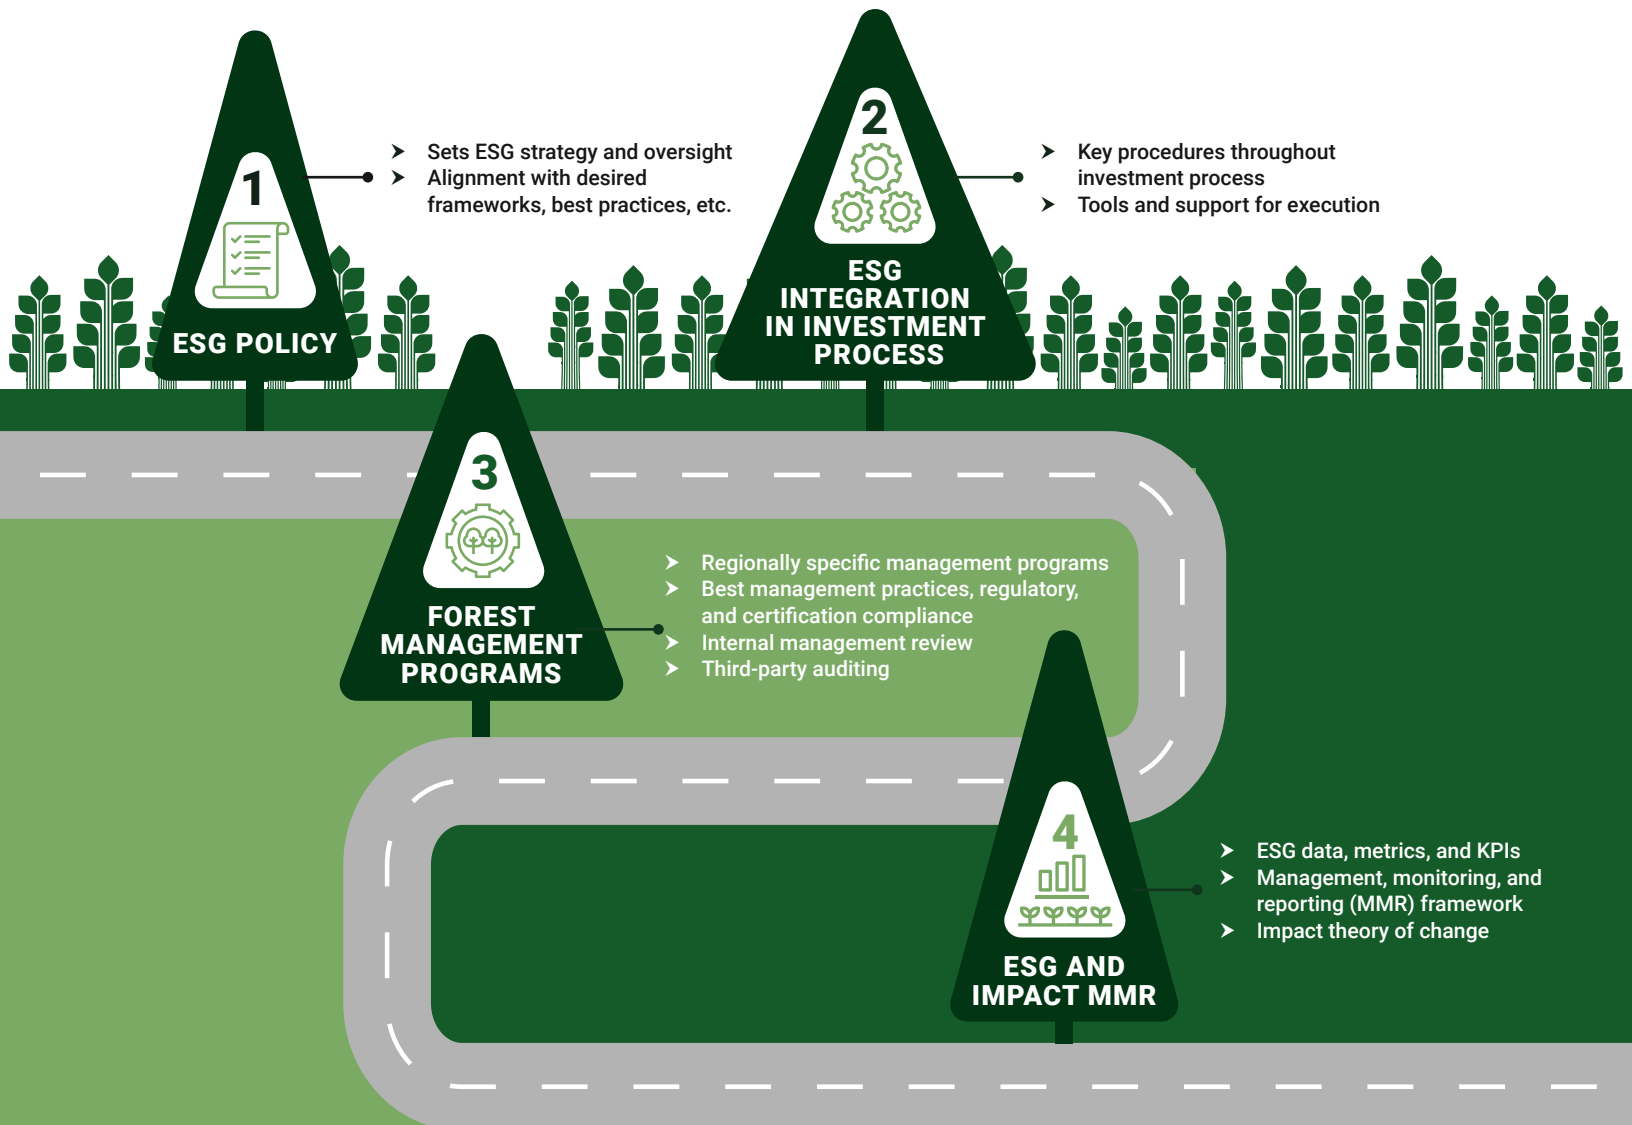 1
ESG POLICY
Sets ESG strategy and oversight
Alignment with desired
frameworks, best practices, etc.
2
ESG
INTEGRATION
IN INVESTMENT
PROCESS
Key procedures throughout
investment process
Tools and support for execution
3
FOREST
MANAGEMENT
PROGRAMS
Regionally specific management programs
Best management practices, regulatory,
and certification compliance
Internal management review
Third-party auditing
4
ESG AND
IMPACT MMR
ESG data, metrics, and KPIs
Management, monitoring, and
reporting (MMR) framework
Impact theory of change